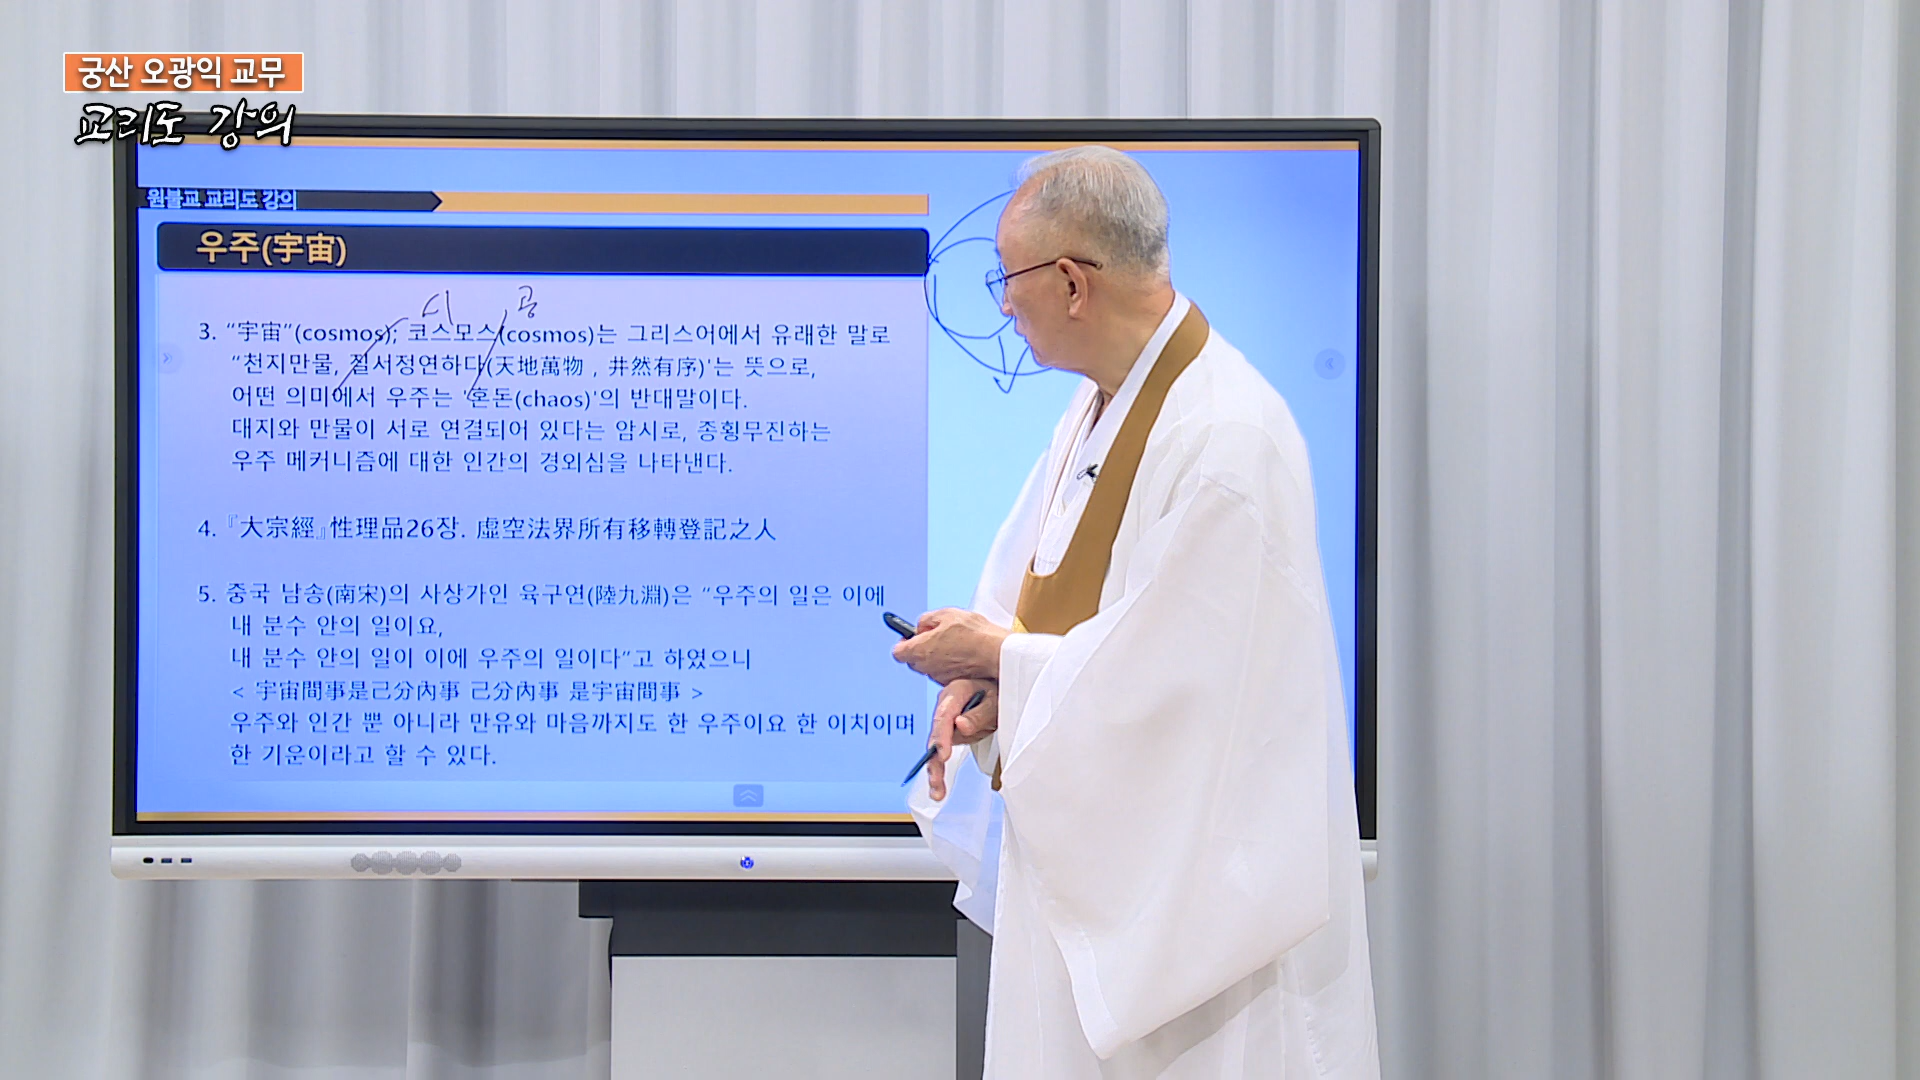 궁산 오광익 교무
교리도 강의
원불교 교리도 강의
우주(宇宙)
시 공
3. “宇宙”(cosmos); 코스모스(cosmos)는 그리스어에서 유래한 말로
“천지만물, 질서정연하다(天地萬物 , 井然有序)'는 뜻으로,
어떤 의미에서 우주는 '혼돈(chaos)'의 반대말이다.
대지와 만물이 서로 연결되어 있다는 암시로, 종횡무진하는
우주 메커니즘에 대한 인간의 경외심을 나타낸다.
4. 『大宗經』性理品26장. 虛空法界所有移轉登記之人
5. 중국 남송(南宋)의 사상가인 육구연(陸九淵)은 “우주의 일은 이에
내 분수 안의 일이요,
내 분수 안의 일이 이에 우주의 일이다”고 하였으니
< 宇宙間事是己分內事 己分內事 是宇宙間事 >
우주와 인간 뿐 아니라 만유와 마음까지도 한 우주이요 한 이치이며
한 기운이라고 할 수 있다.